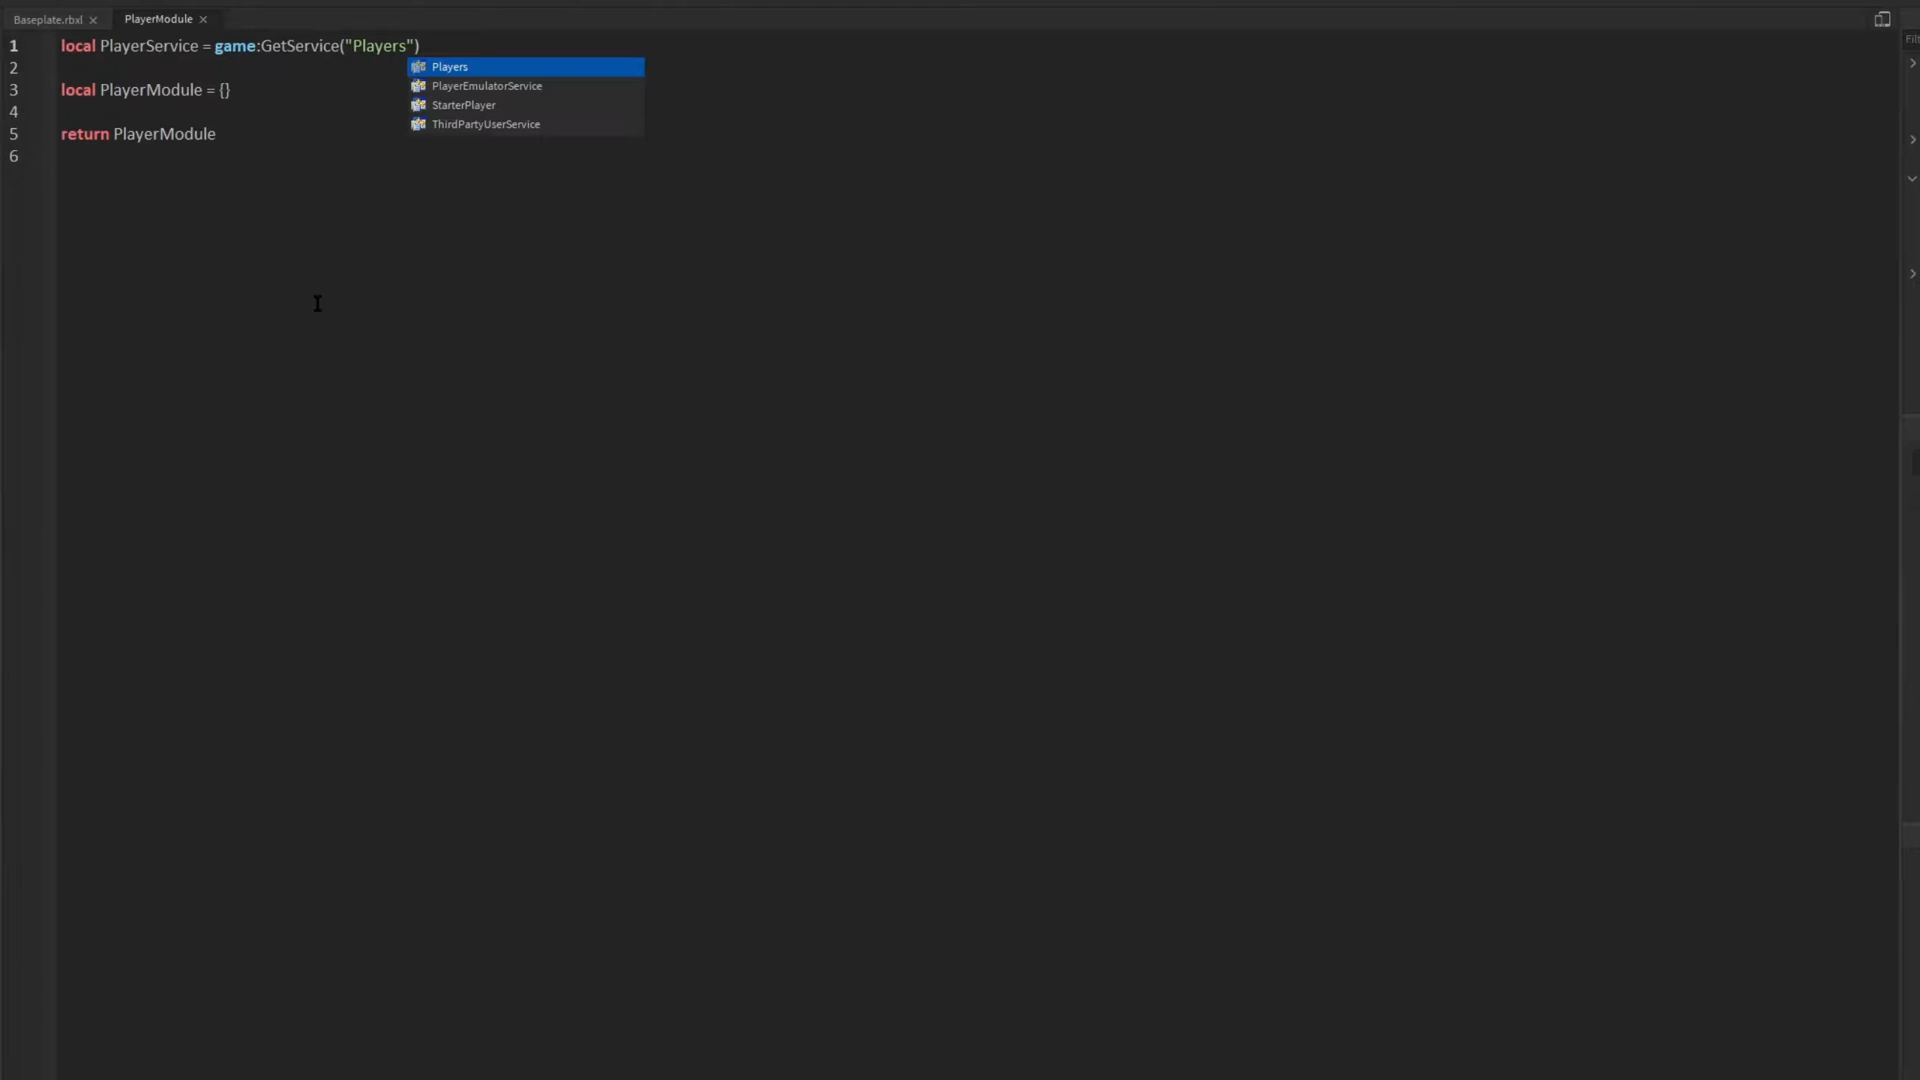 Baseplate.rbxl
PlayerModule
Filt
1 local PlayerService = game:GetService("Players")
Players
2
PlayerEmulatorService
3 local PlayerModule = {}
StarterPlayer
4
ThirdPartyUserService
5 return PlayerModule
6